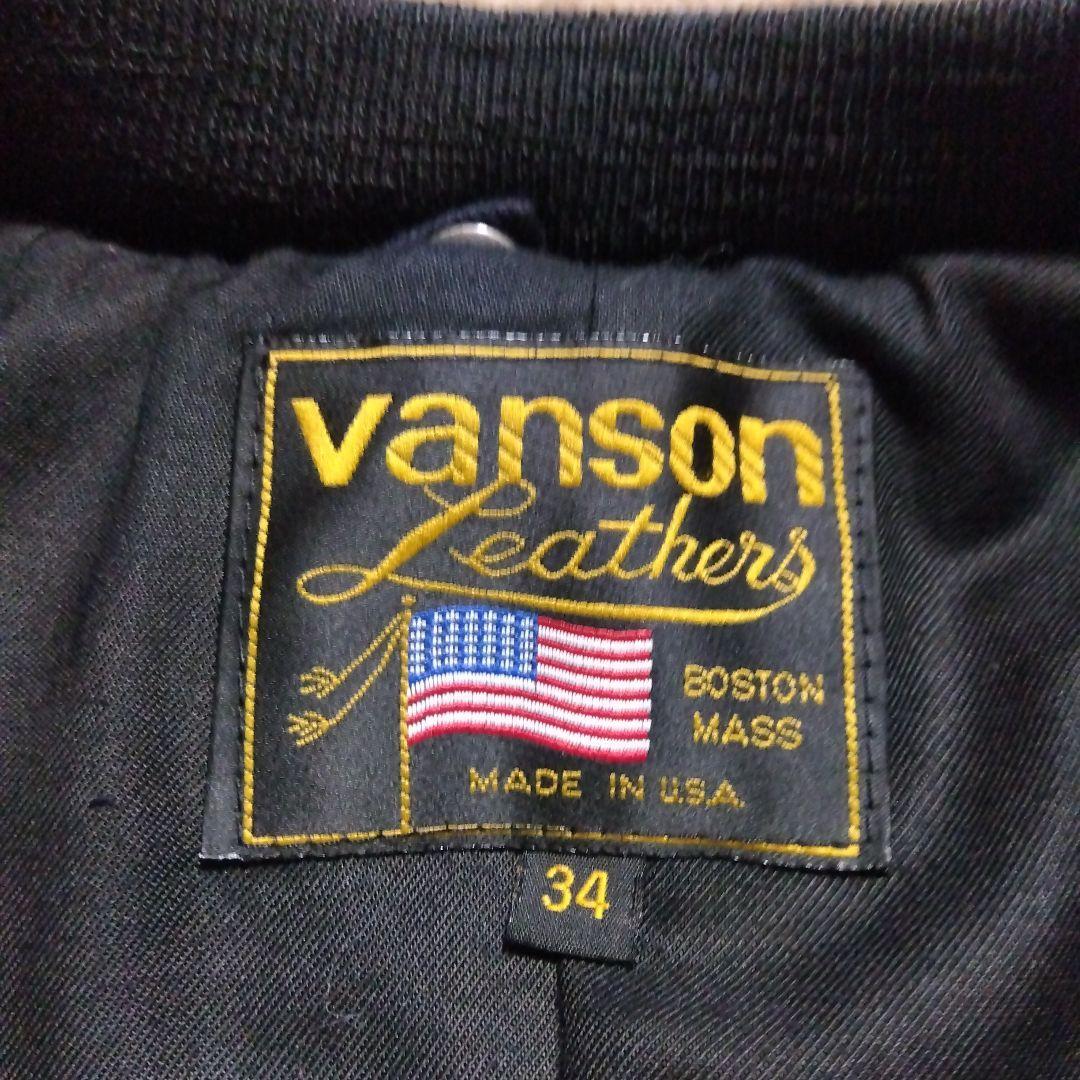 vanson
Leathers
BOSTON
MASS
MADE IN U.S.A.
34